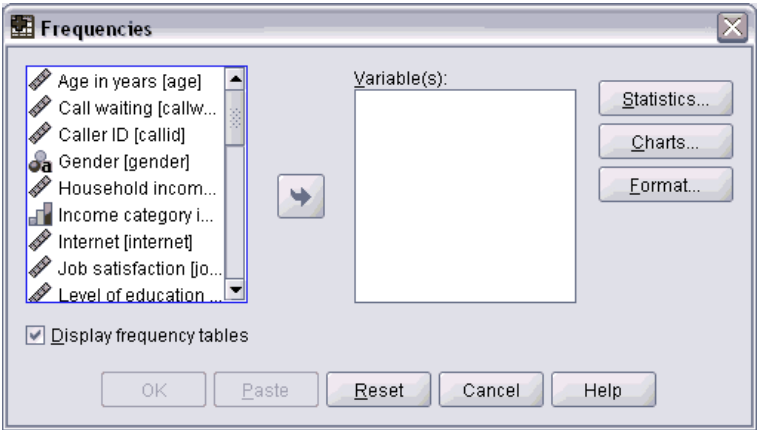 Frequencies
Age in years [age]
Call waiting [callw...
Caller ID [callid]
Gender [gender]
Household incom...
Income category i...
Internet [internet]
Job satisfaction [jo...
Level of education ...
Variable(s):
Statistics...
Charts...
Format...
Display frequency tables
OK
Paste
Reset
Cancel
Help